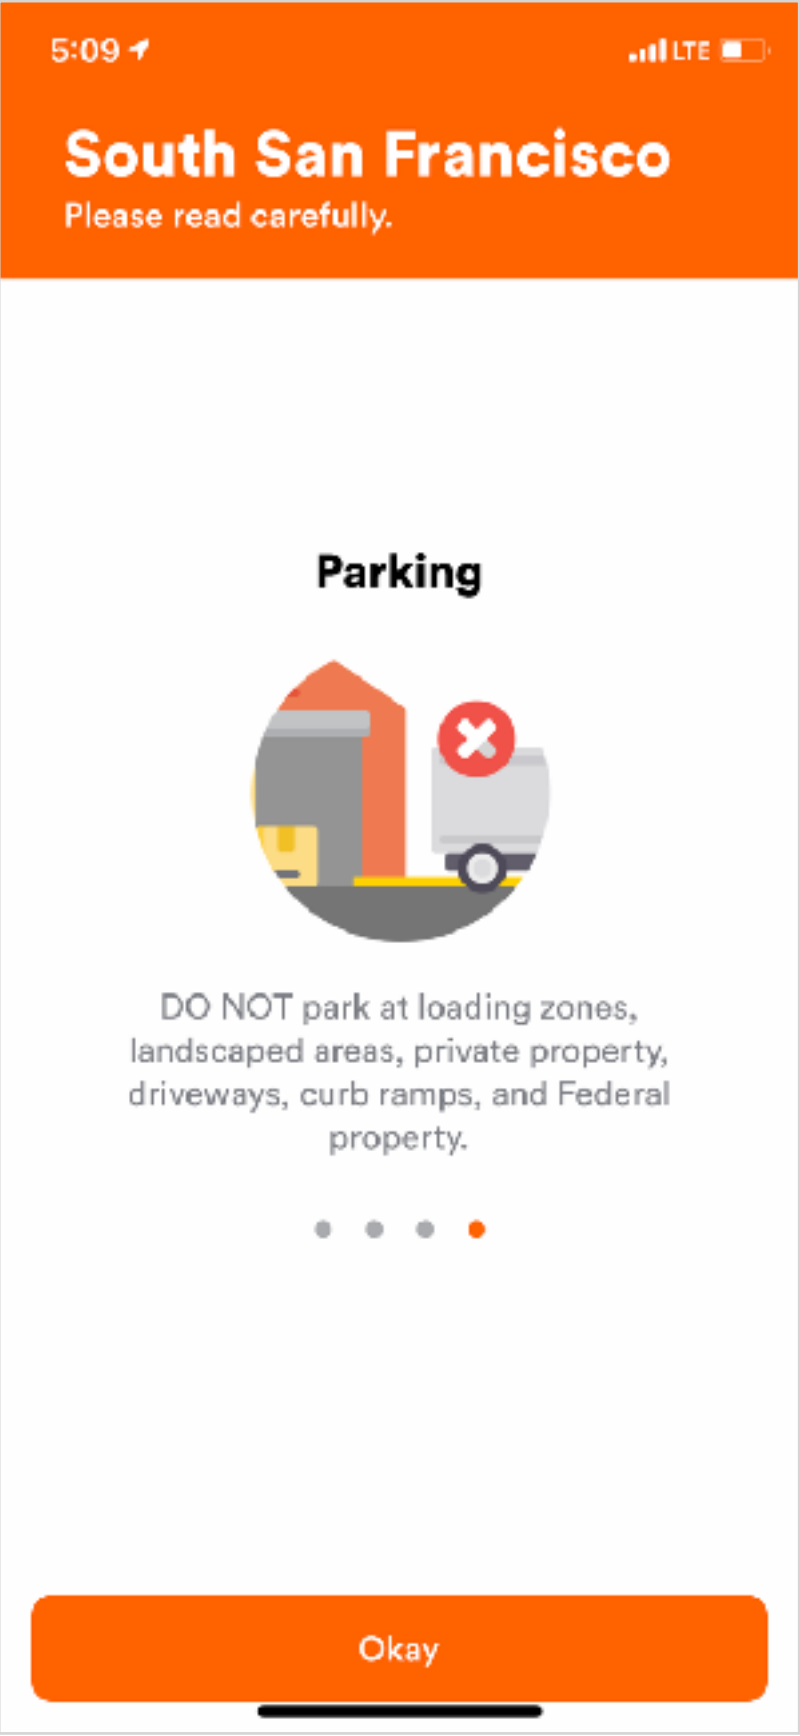 5:09
LTE
South San Francisco
Please read carefully.
Parking
DO NOT park at loading zones,
landscaped areas, private property,
driveways, curb ramps, and Federal
property.
Okay